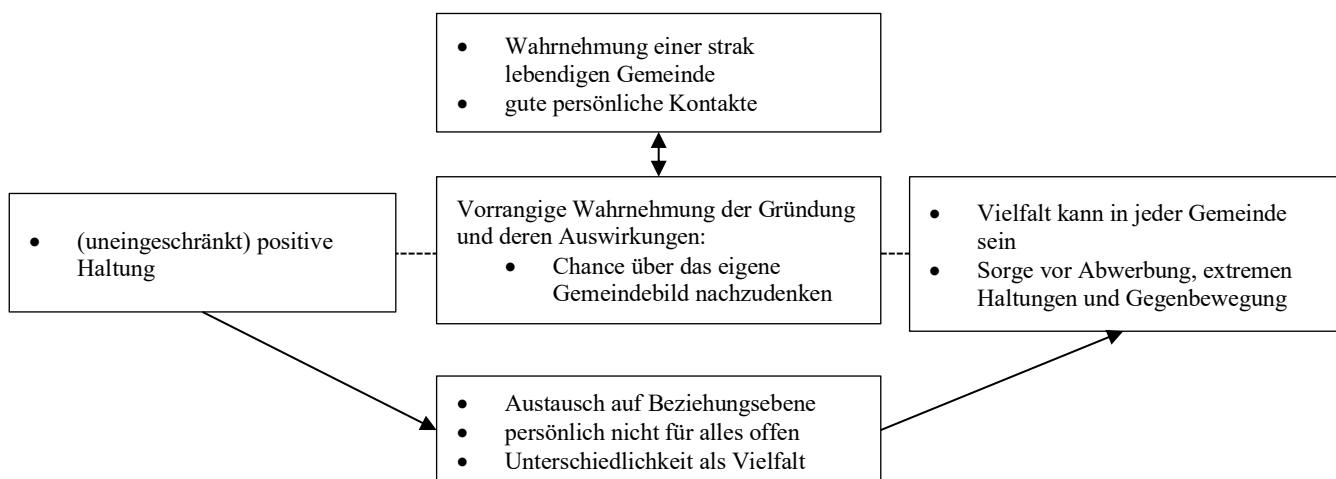 • Wahrnehmung einer strak
lebendigen Gemeinde
• gute persönliche Kontakte
• (uneingeschränkt) positive
Haltung
Vorrangige Wahrnehmung der Gründung
und deren Auswirkungen:
• Chance über das eigene
Gemeindebild nachzudenken
• Vielfalt kann in jeder Gemeinde
sein
• Sorge vor Abwerbung, extremen
Haltungen und Gegenbewegung
• Austausch auf Beziehungsebene
• persönlich nicht für alles offen
• Unterschiedlichkeit als Vielfalt